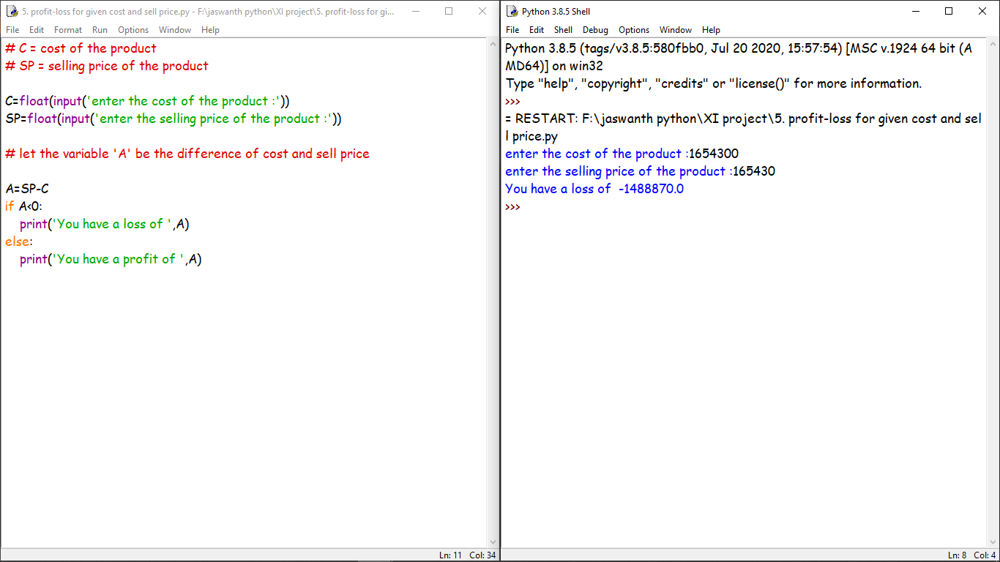 5. profit-loss for given cost and sell price.py - F:\jaswanth python\XI project\5. profit-loss for gi...
File Edit Format Run Options Window Help
# C = cost of the product
# SP = selling price of the product
C=float(input('enter the cost of the product :'))
SP=float(input('enter the selling price of the product :'))
# let the variable 'A' be the difference of cost and sell price
A=SP-C
if A<0:
    print('You have a loss of ',A)
else:
    print('You have a profit of ',A)
Ln: 11 Col: 34
Python 3.8.5 Shell
File Edit Shell Debug Options Window Help
Python 3.8.5 (tags/v3.8.5:580fbb0, Jul 20 2020, 15:57:54) [MSC v.1924 64 bit (A
MD64)] on win32
Type "help", "copyright", "credits" or "license()" for more information.
>>>
= RESTART: F:\jaswanth python\XI project\5. profit-loss for given cost and sel
l price.py
enter the cost of the product :1654300
enter the selling price of the product :165430
You have a loss of  -1488870.0
>>>
Ln: 8 Col: 4